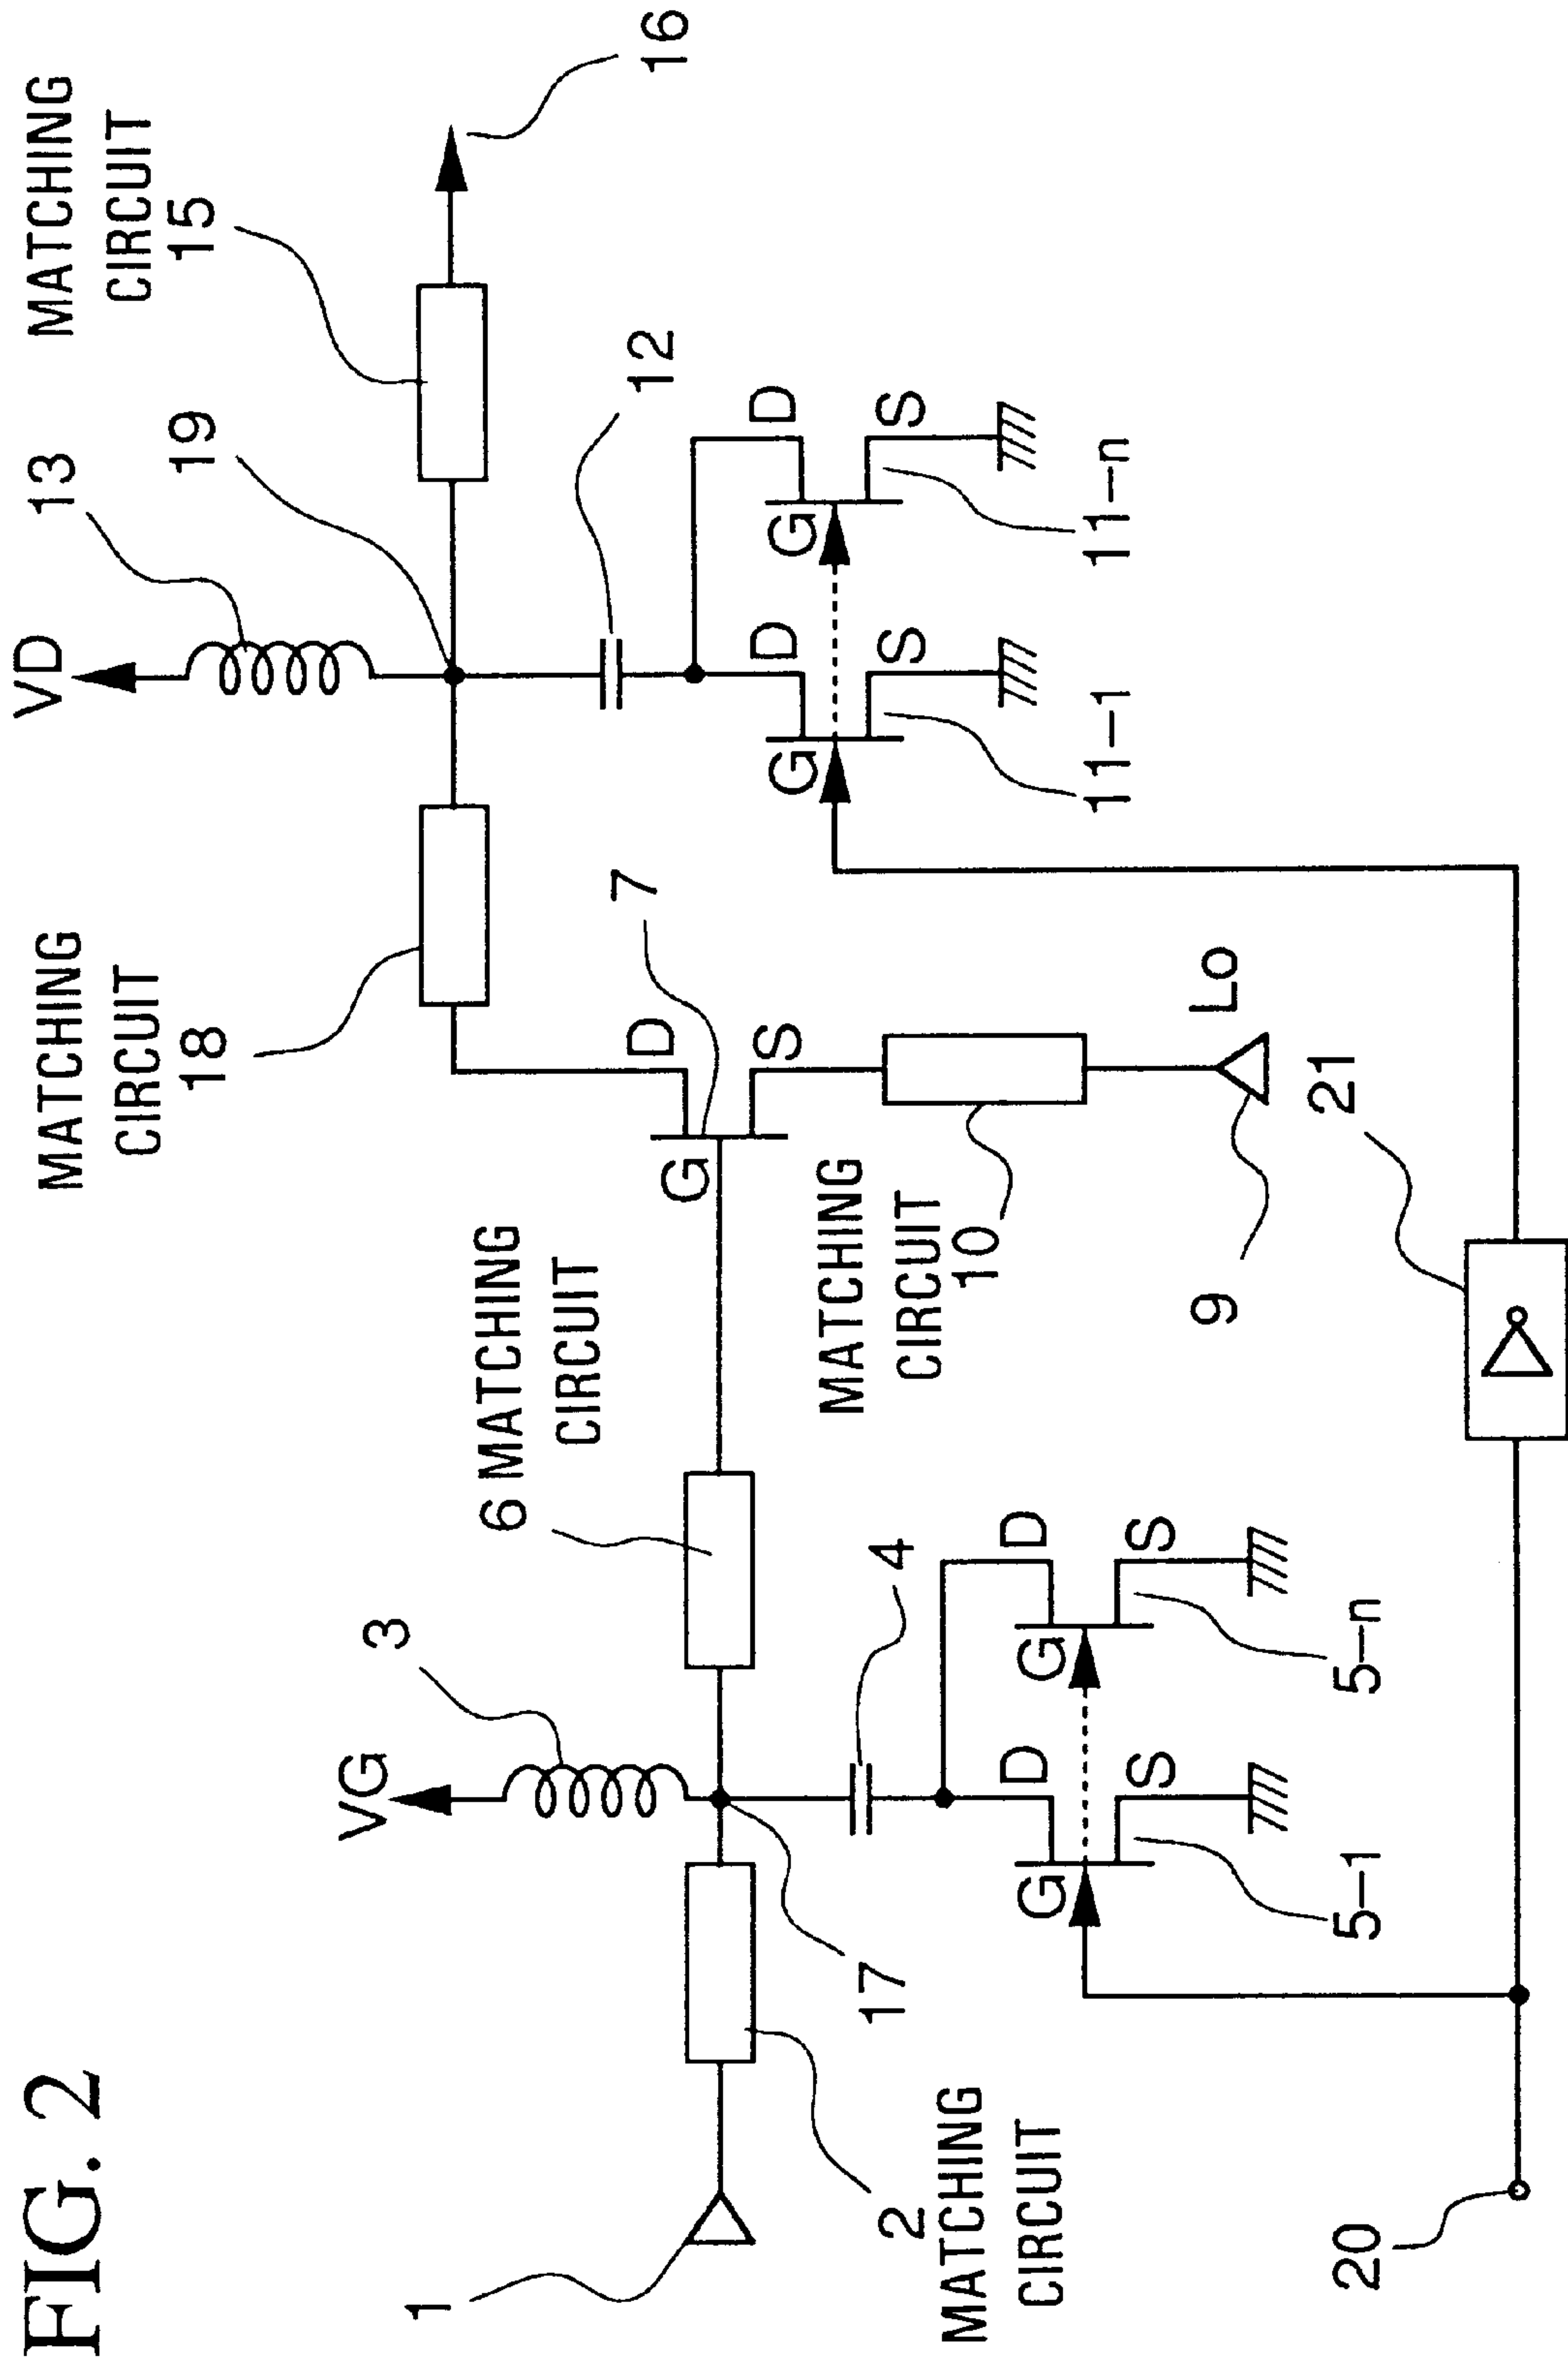 FIG. 2
VD
13
19
MATCHING
CIRCUIT
15
16
MATCHING
CIRCUIT
18
12
7
D
G
S
D
G
S
D
G
S
11-1
11-n
VG
3
6 MATCHING
CIRCUIT
MATCHING
CIRCUIT
10
Lo
9
21
1
2
MATCHING
CIRCUIT
17
4
D
G
S
D
G
S
5-1
5-n
20